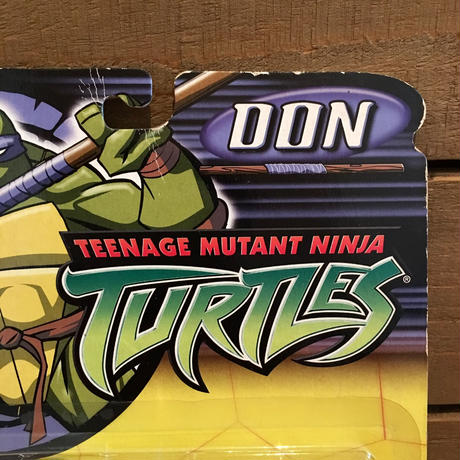 DON
TEENAGE MUTANT NINJA
TURTLES®